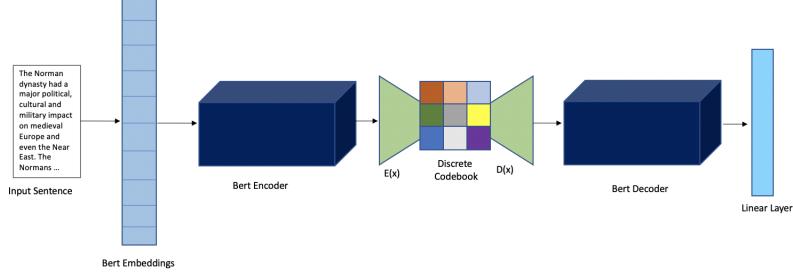 The Norman
dynasty had a
major political,
cultural and
military impact
on medieval
Europe and
even the Near
East. The
Normans ...
Input Sentence
Bert Embeddings
Bert Encoder
E(x)
Discrete
Codebook
D(x)
Bert Decoder
Linear Layer